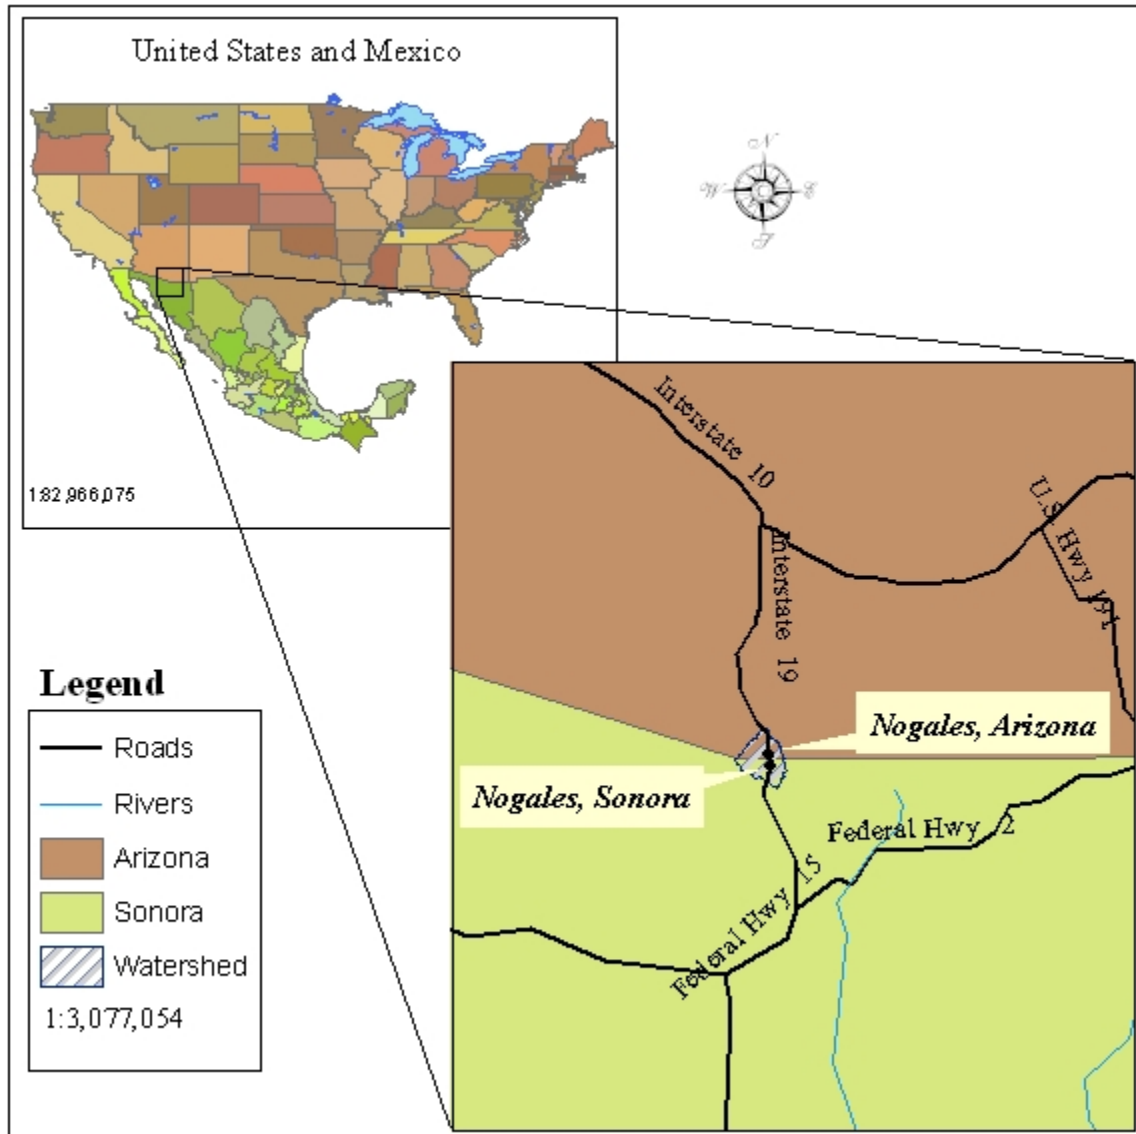 United States and Mexico
N
W
E
S
1:82,966,075
Interstate 10
U.S. Hwy 191
Interstate 19
Nogales, Arizona
Nogales, Sonora
Federal Hwy 2
Federal Hwy 15
Legend
Roads
Rivers
Arizona
Sonora
Watershed
1:3,077,054